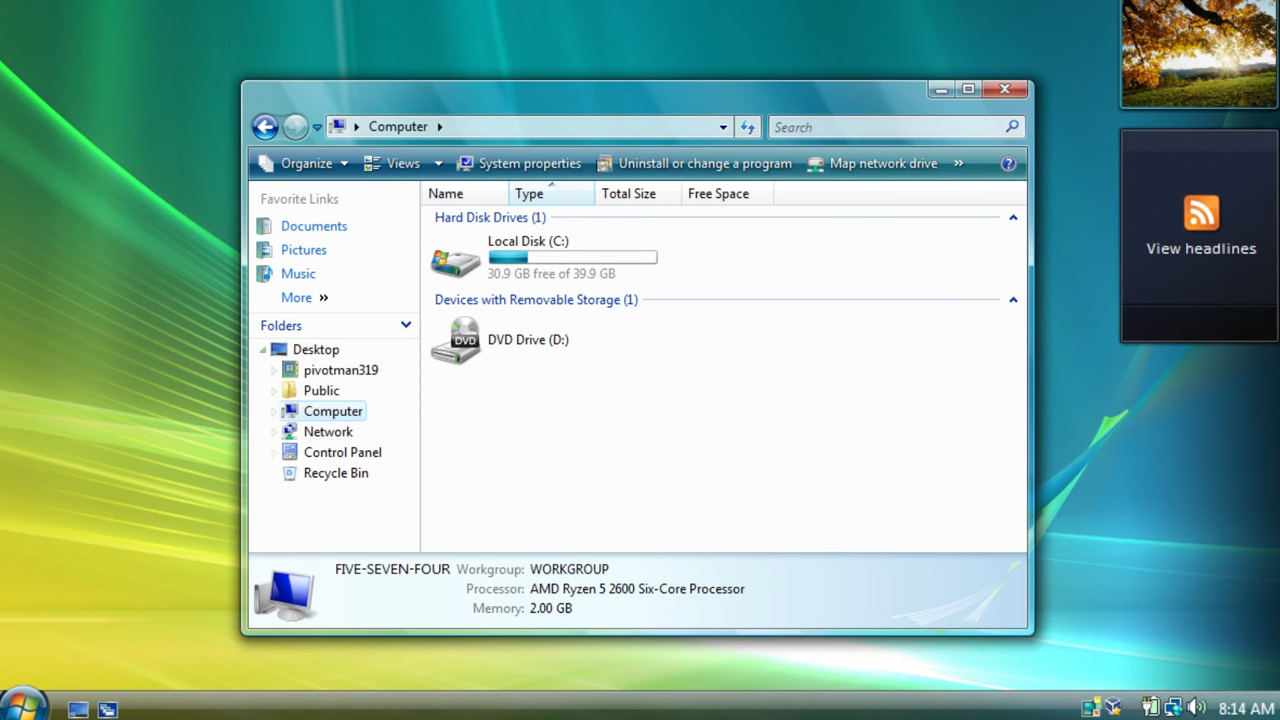 Computer
Search
Organize Views System properties Uninstall or change a program Map network drive »
Favorite Links
Documents
Pictures
Music
More »
Folders
Desktop
pivotman319
Public
Computer
Network
Control Panel
Recycle Bin
Name Type Total Size Free Space
Hard Disk Drives (1)
Local Disk (C:)
30.9 GB free of 39.9 GB
Devices with Removable Storage (1)
DVD
DVD Drive (D:)
FIVE-SEVEN-FOUR Workgroup: WORKGROUP
Processor: AMD Ryzen 5 2600 Six-Core Processor
Memory: 2.00 GB
View headlines
8:14 AM